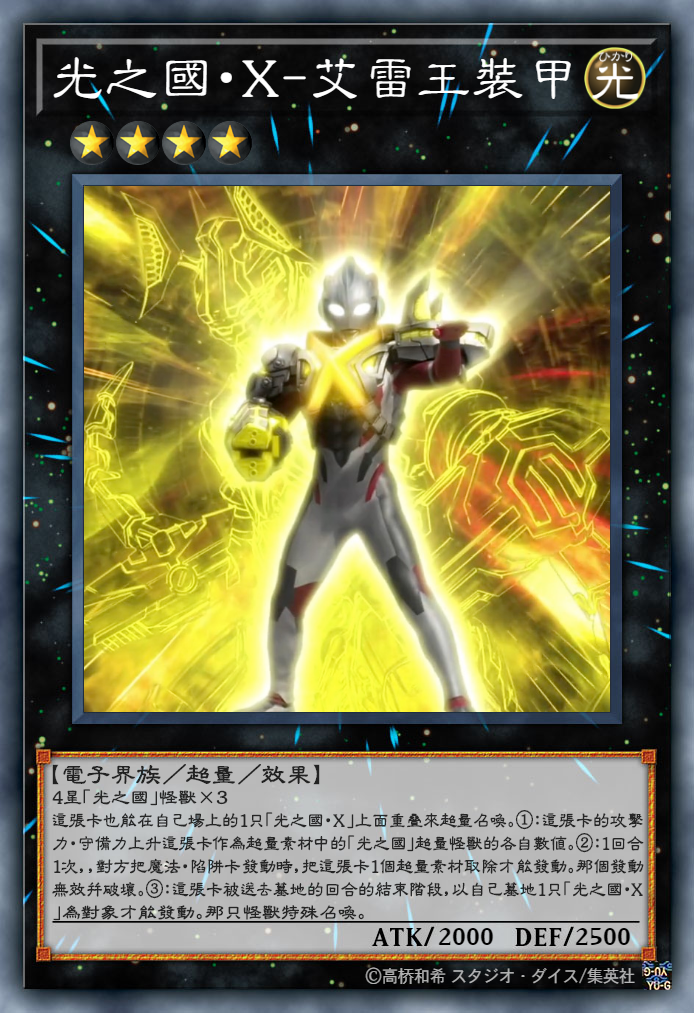 光之國・X-艾雷王裝甲
ひかり
光
【電子界族／超量／效果】
4星「光之國」怪獸×3
這張卡也能在自己場上的1只「光之國・X」上面重疊來超量召喚。①：這張卡的攻擊
力・守備力上升這張卡作為超量素材中的「光之國」超量怪獸的各自數值。②：1回合
1次，，對方把魔法・陷阱卡發動時，把這張卡1個超量素材取除才能發動。那個發動
無效并破壞。③：這張卡被送去墓地的回合的結束階段，以自己墓地1只「光之國・X
」為對象才能發動。那只怪獸特殊召喚。
ATK/2000 DEF/2500
©高桥和希 スタジオ・ダイス/集英社
YU-G
YU-G